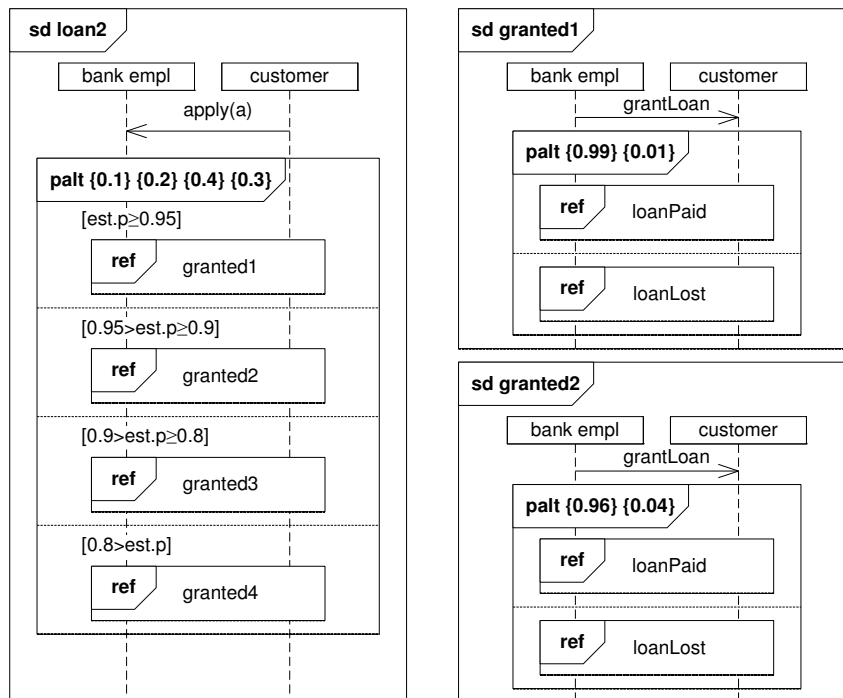 sd loan2
bank empl customer
apply(a)
palt {0.1} {0.2} {0.4} {0.3}
[est.p≥0.95]
ref granted1
[0.95>est.p≥0.9]
ref granted2
[0.9>est.p≥0.8]
ref granted3
[0.8>est.p]
ref granted4
sd granted1
bank empl customer
grantLoan
palt {0.99} {0.01}
ref loanPaid
ref loanLost
sd granted2
bank empl customer
grantLoan
palt {0.96} {0.04}
ref loanPaid
ref loanLost